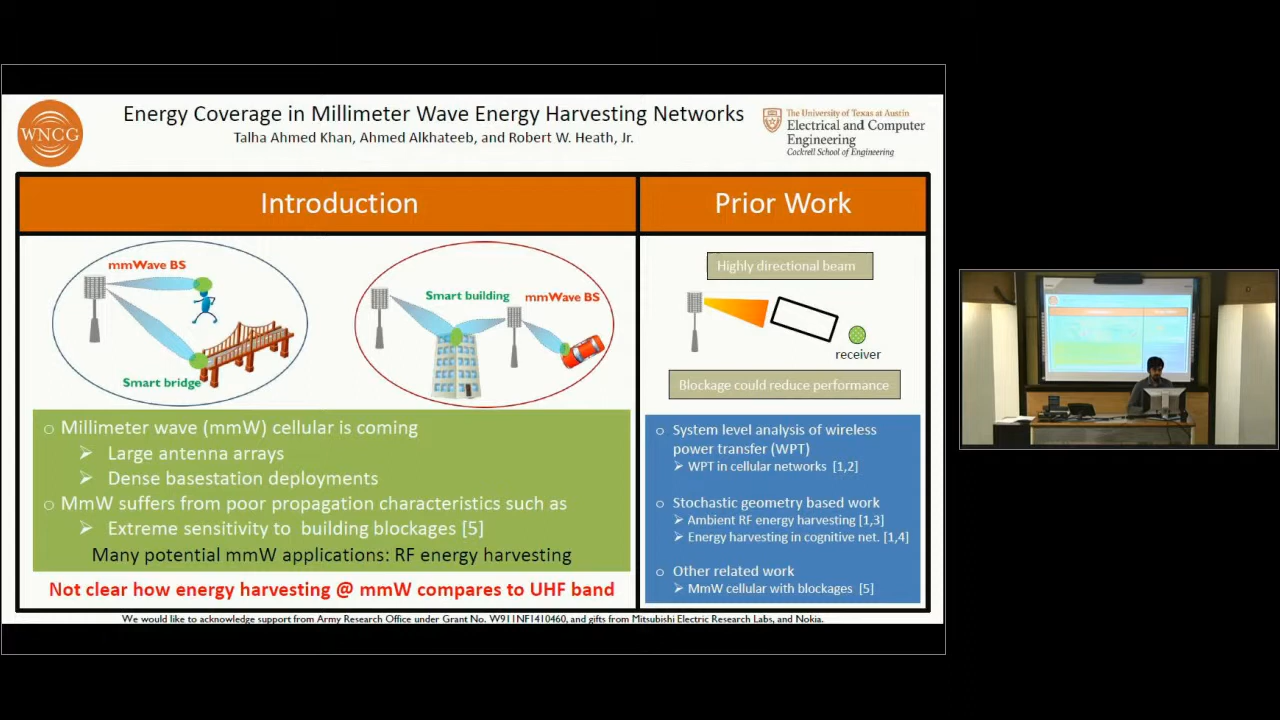 WNCG
Energy Coverage in Millimeter Wave Energy Harvesting Networks
Talha Ahmed Khan, Ahmed Alkhateeb, and Robert W. Heath, Jr.
The University of Texas at Austin
Electrical and Computer
Engineering
Cockrell School of Engineering
Introduction
mmWave BS
Smart bridge
Smart building
mmWave BS
○ Millimeter wave (mmW) cellular is coming
➢ Large antenna arrays
➢ Dense basestation deployments
○ MmW suffers from poor propagation characteristics such as
➢ Extreme sensitivity to building blockages [5]
Many potential mmW applications: RF energy harvesting
Not clear how energy harvesting @ mmW compares to UHF band
Prior Work
Highly directional beam
receiver
Blockage could reduce performance
○ System level analysis of wireless
power transfer (WPT)
➢ WPT in cellular networks [1,2]
○ Stochastic geometry based work
➢ Ambient RF energy harvesting [1,3]
➢ Energy harvesting in cognitive net. [1,4]
○ Other related work
➢ MmW cellular with blockages [5]
We would like to acknowledge support from Army Research Office under Grant No. W911NF1410460, and gifts from Mitsubishi Electric Research Labs, and Nokia.